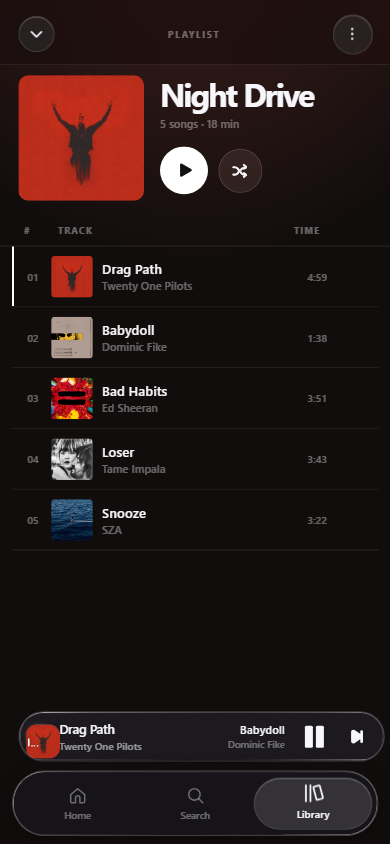 PLAYLIST
Night Drive
5 songs · 18 min
# TRACK TIME
01 Drag Path 4:59
Twenty One Pilots
02 Babydoll 1:38
Dominic Fike
03 Bad Habits 3:51
Ed Sheeran
04 Loser 3:43
Tame Impala
05 Snooze 3:22
SZA
Drag Path Babydoll
I... Twenty One Pilots Dominic Fike
Home Search Library